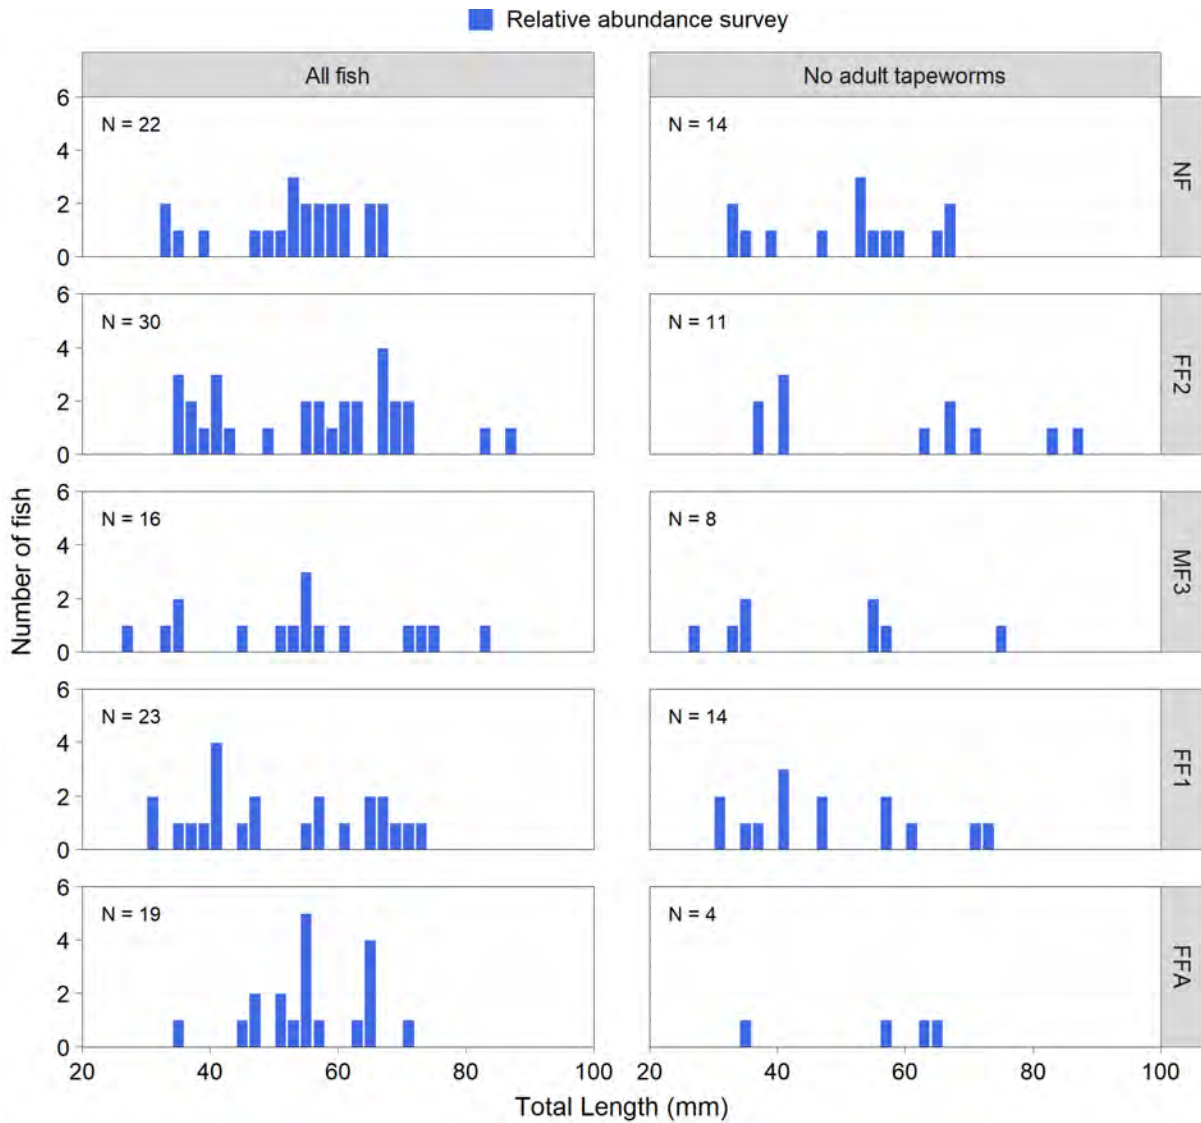 Relative abundance survey
All fish
No adult tapeworms
6
4
2
0
N = 22
N = 14
NF
6
4
2
0
N = 30
N = 11
FF2
6
4
2
0
N = 16
N = 8
MF3
6
4
2
0
N = 23
N = 14
FF1
6
4
2
0
N = 19
N = 4
FFA
Number of fish
20 40 60 80 100
20 40 60 80 100
Total Length (mm)